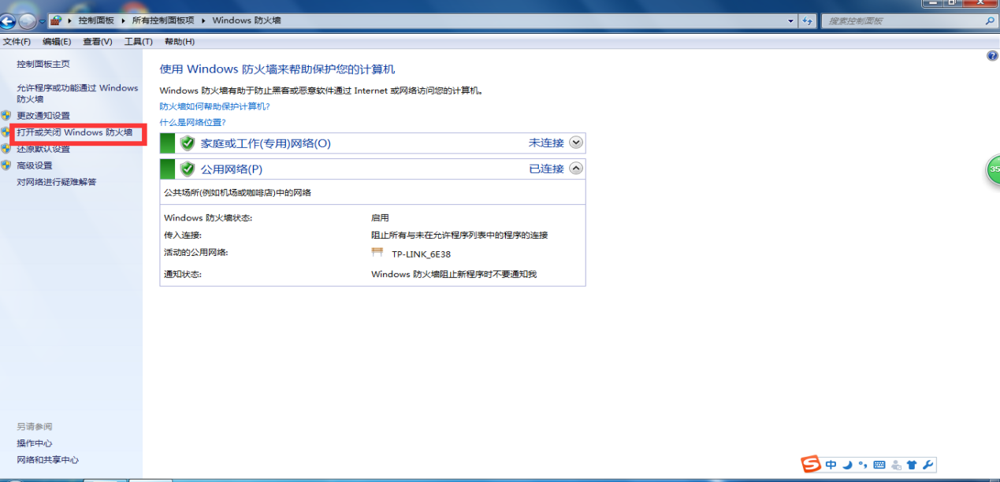 控制面板 ▸ 所有控制面板项 ▸ Windows 防火墙
搜索控制面板
文件(F) 编辑(E) 查看(V) 工具(T) 帮助(H)
控制面板主页
允许程序或功能通过 Windows
防火墙
更改通知设置
打开或关闭 Windows 防火墙
还原默认设置
高级设置
对网络进行疑难解答
使用 Windows 防火墙来帮助保护您的计算机
Windows 防火墙有助于防止黑客或恶意软件通过 Internet 或网络访问您的计算机。
防火墙如何帮助保护计算机?
什么是网络位置?
家庭或工作(专用)网络(O) 未连接
公用网络(P) 已连接
公共场所(例如机场或咖啡店)中的网络
Windows 防火墙状态: 启用
传入连接: 阻止所有与未在允许程序列表中的程序的连接
活动的公用网络: TP-LINK_6E38
通知状态: Windows 防火墙阻止新程序时不要通知我
35
另请参阅
操作中心
网络和共享中心
S 中